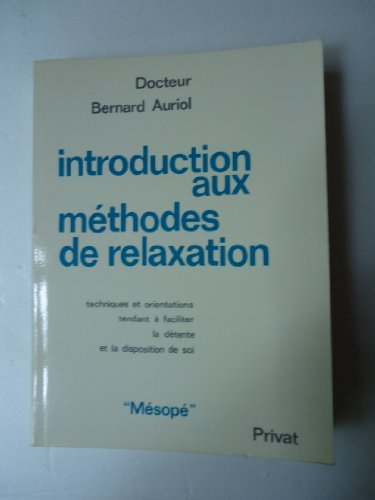 Docteur
Bernard Auriol
introduction
aux
méthodes
de relaxation
techniques et orientations
tendant à faciliter
la détente
et la disposition de soi
"Mésopé"
Privat